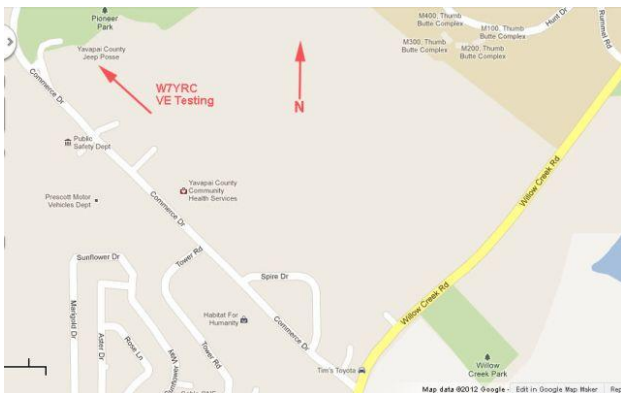 Pioneer
Park
M400, Thumb
Butte Complex
Hunt Dr
Rummel Rd
M300, Thumb
Butte Complex
M200, Thumb
Butte Complex
Yavapai County
Jeep Posse
W7YRC
VE Testing
N
Commerce Dr
Public
Safety Dept
Yavapai County
Community
Health Services
Prescott Motor
Vehicles Dept
Commerce Dr
Willow Creek Rd
Sunflower Dr
Tower Rd
Spire Dr
Marigold Dr
Aster Dr
Rose Ln
Tower Rd
Habitat For
Humanity
Commerce Dr
Willow Creek Rd
Tim's Toyota
Willow
Creek Park
Map data ©2012 Google -
Edit in Google Map Maker